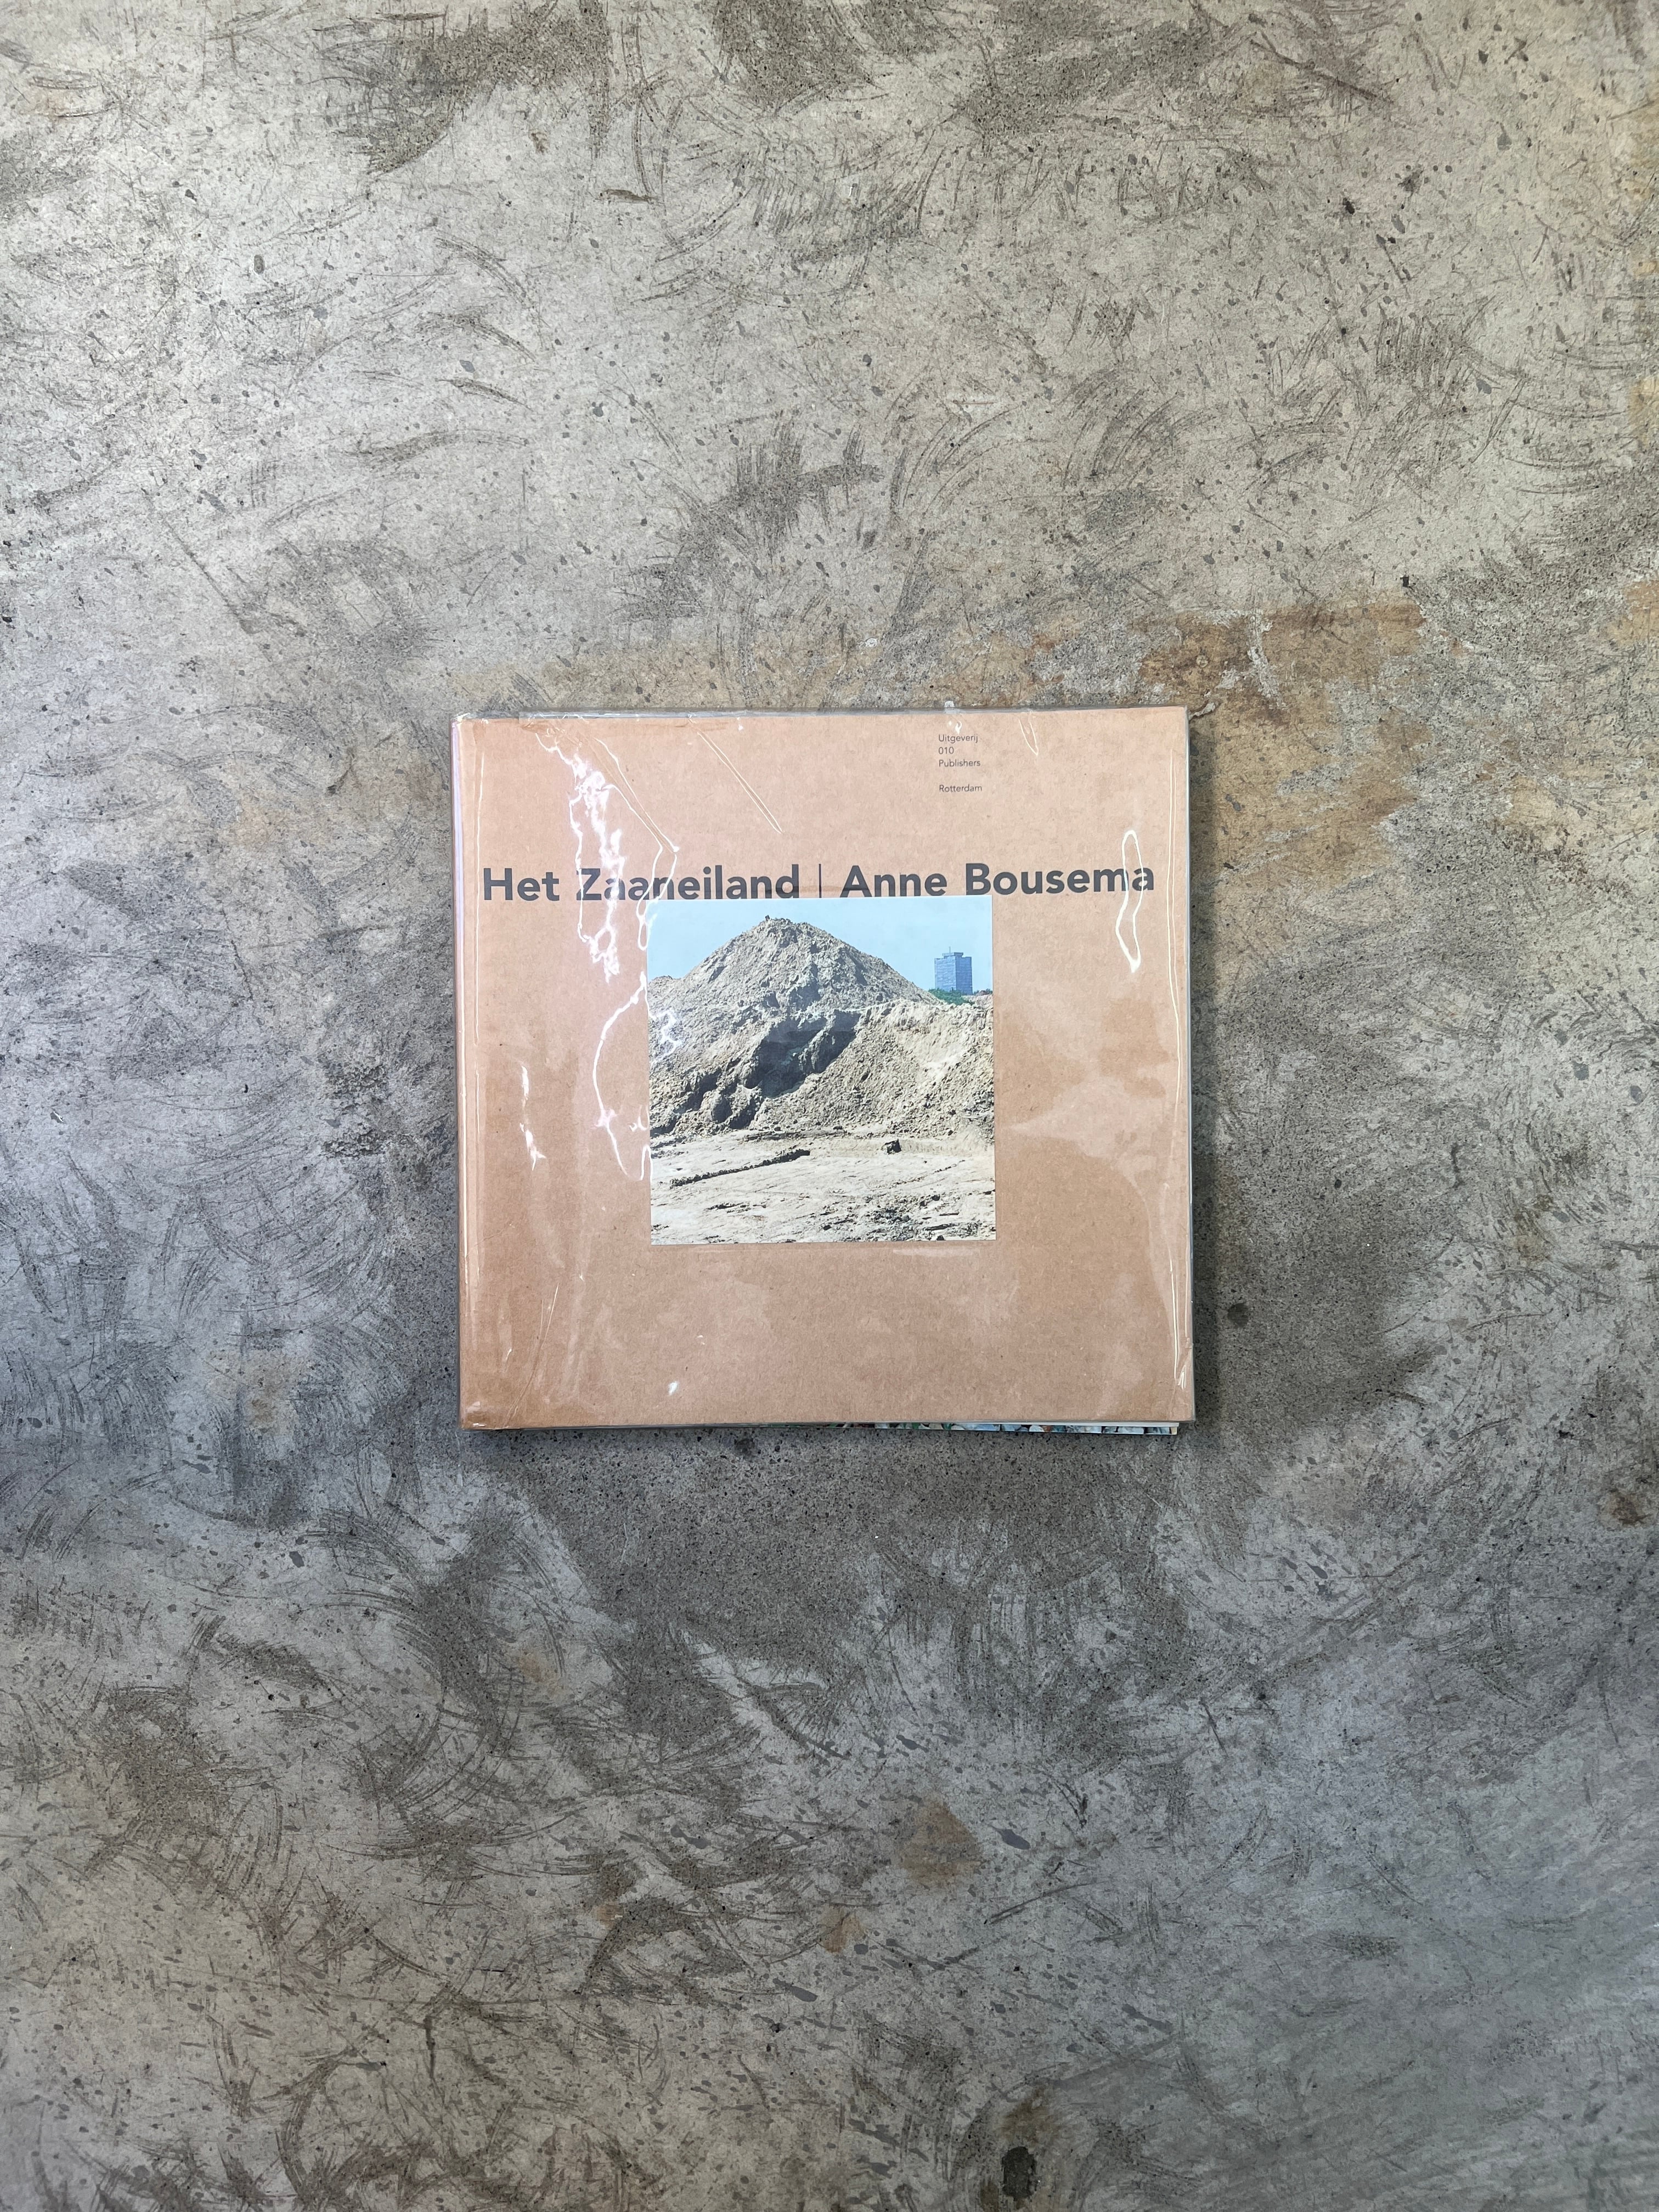 Uitgeverij
010
Publishers
Rotterdam
Het Zaaneiland | Anne Bousema